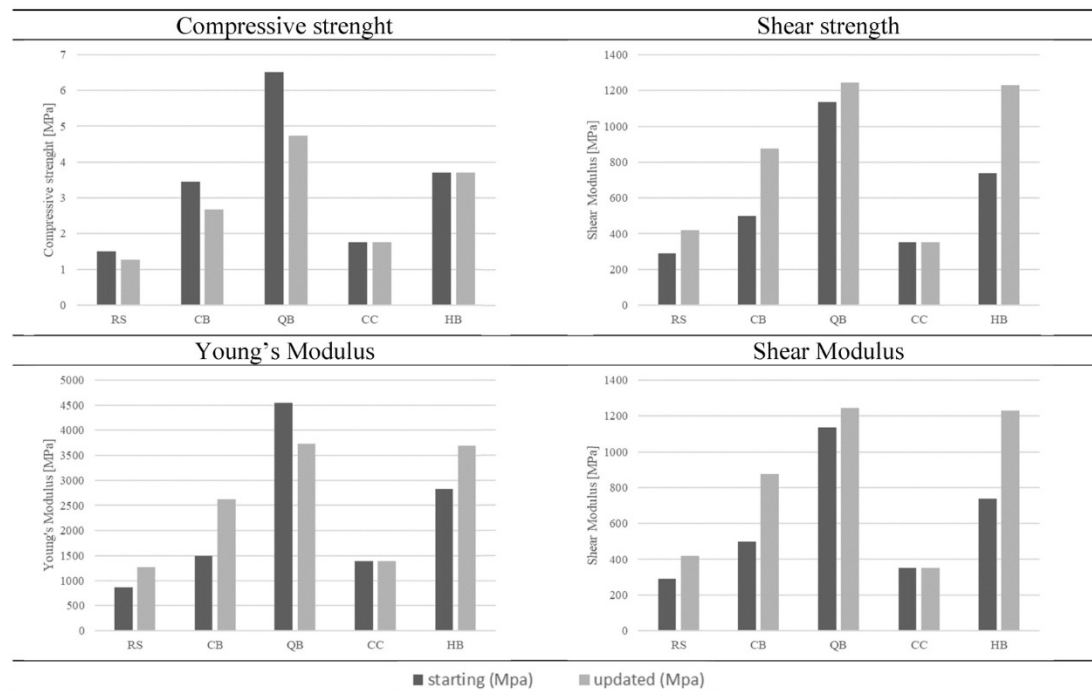 Compressive strenght
Shear strength
Compressive strenght [MPa]
7
6
5
4
3
2
1
0
RS CB QB CC HB
Shear Modulus [MPa]
1400
1200
1000
800
600
400
200
0
RS CB QB CC HB
Young’s Modulus
Shear Modulus
Young's Modulus [MPa]
5000
4500
4000
3500
3000
2500
2000
1500
1000
500
0
RS CB QB CC HB
Shear Modulus [MPa]
1400
1200
1000
800
600
400
200
0
RS CB QB CC HB
starting (Mpa) updated (Mpa)